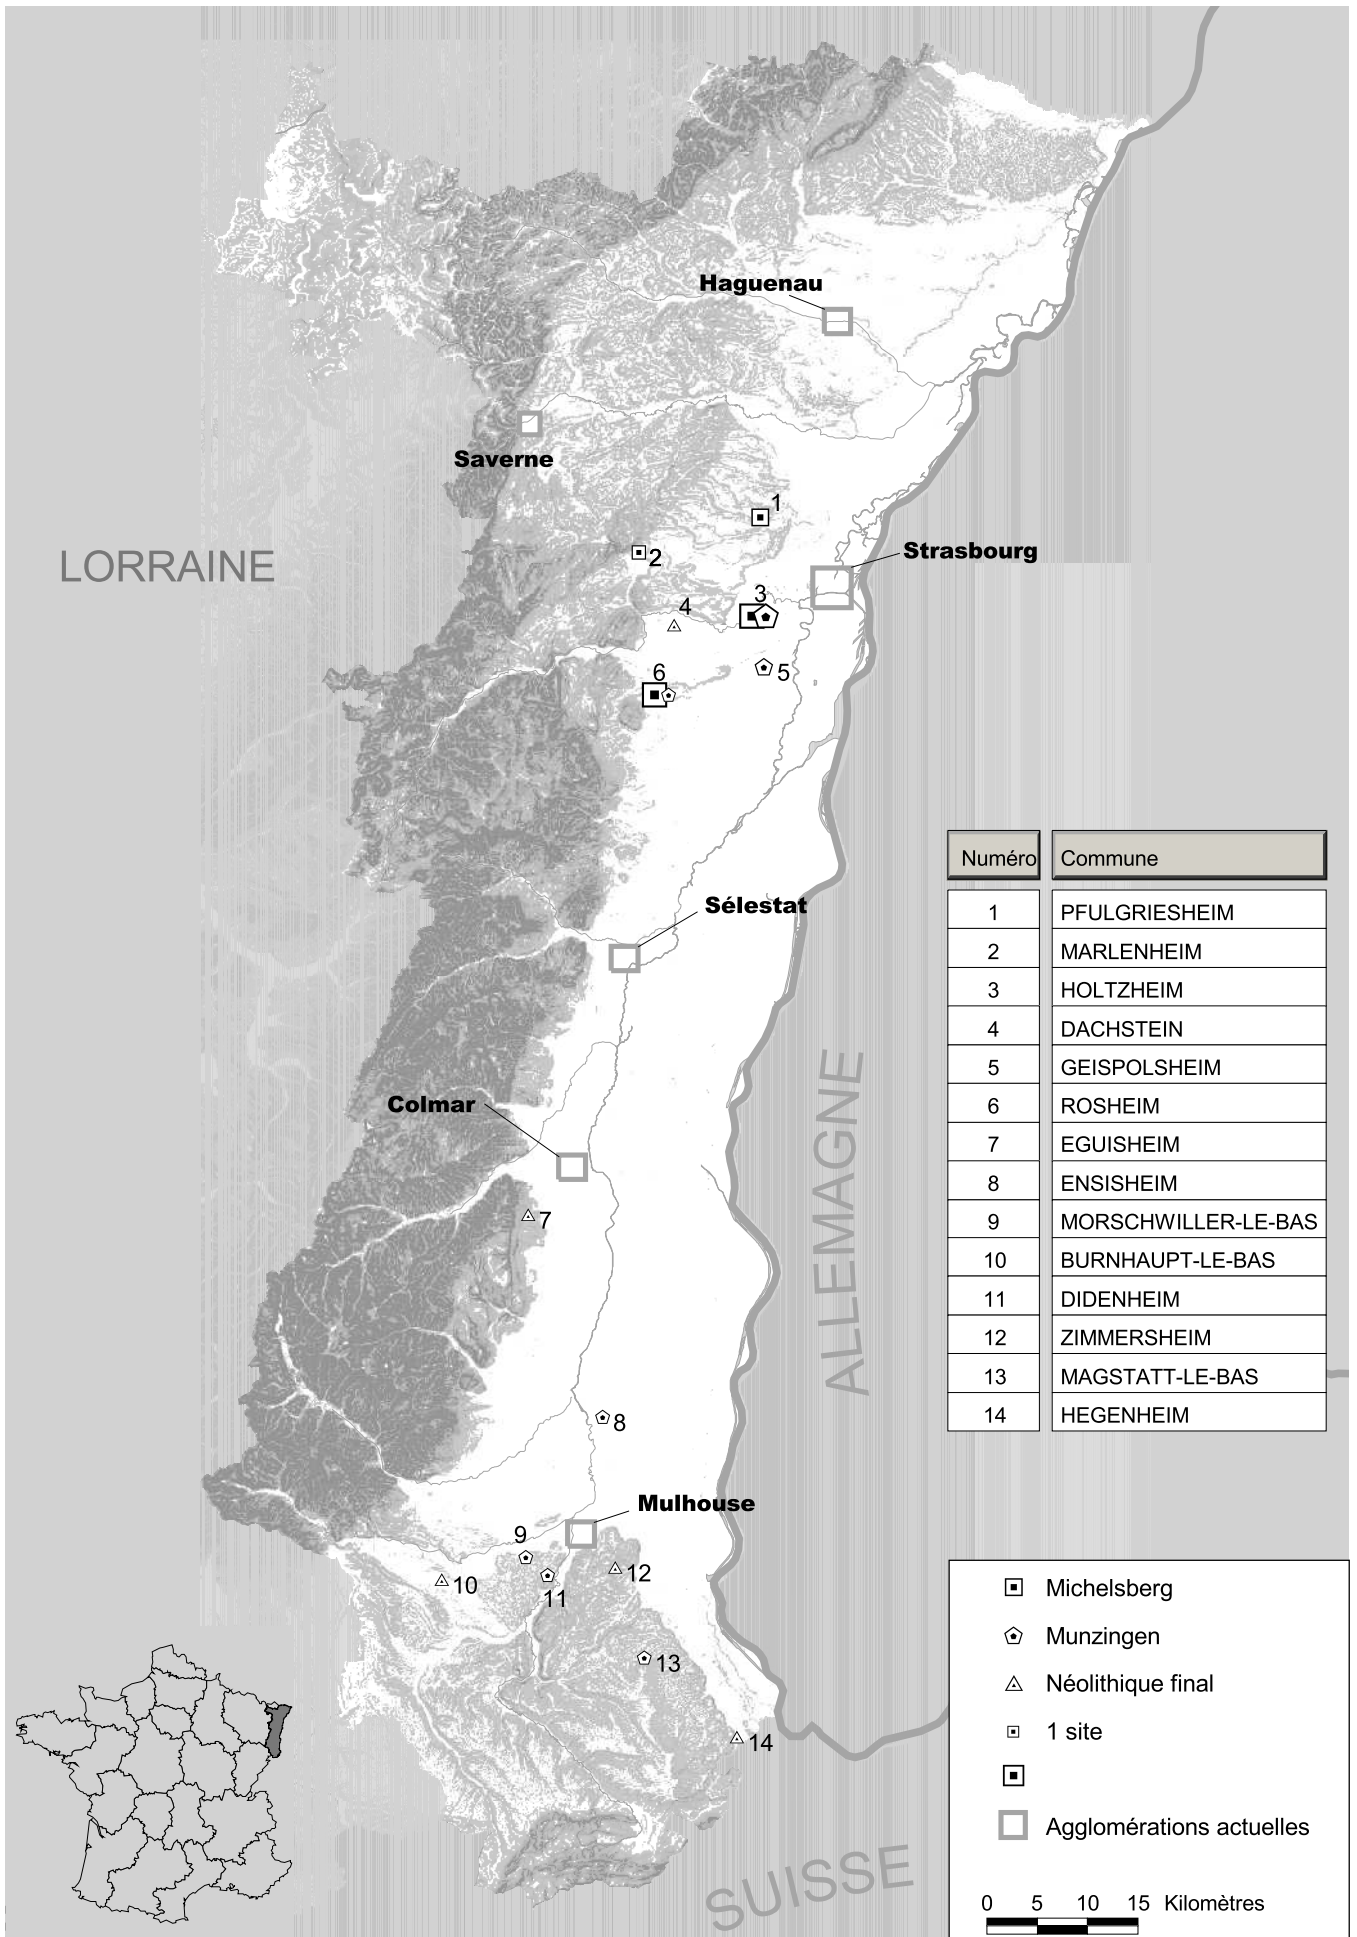 Haguenau
Saverne
1
LORRAINE
2
Strasbourg
3
4
5
6
Numéro Commune
1 PFULGRIESHEIM
2 MARLENHEIM
3 HOLTZHEIM
4 DACHSTEIN
5 GEISPOLSHEIM
6 ROSHEIM
7 EGUISHEIM
8 ENSISHEIM
9 MORSCHWILLER-LE-BAS
10 BURNHAUPT-LE-BAS
11 DIDENHEIM
12 ZIMMERSHEIM
13 MAGSTATT-LE-BAS
14 HEGENHEIM
Sélestat
Colmar
ALLEMAGNE
7
8
Mulhouse
9
10
11
12
13
14
SUISSE
Michelsberg
Munzingen
Néolithique final
1 site
Agglomérations actuelles
0 5 10 15 Kilomètres